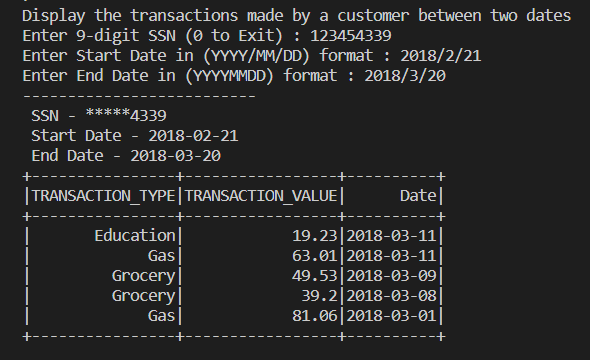 Display the transactions made by a customer between two dates
Enter 9-digit SSN (0 to Exit) : 123454339
Enter Start Date in (YYYY/MM/DD) format : 2018/2/21
Enter End Date in (YYYYMMDD) format : 2018/3/20
--------------------------
SSN - *****4339
Start Date - 2018-02-21
End Date - 2018-03-20
+----------------+-----------------+----------+
|TRANSACTION_TYPE|TRANSACTION_VALUE|      Date|
+----------------+-----------------+----------+
|       Education|            19.23|2018-03-11|
|             Gas|            63.01|2018-03-11|
|         Grocery|            49.53|2018-03-09|
|         Grocery|             39.2|2018-03-08|
|             Gas|            81.06|2018-03-01|
+----------------+-----------------+----------+